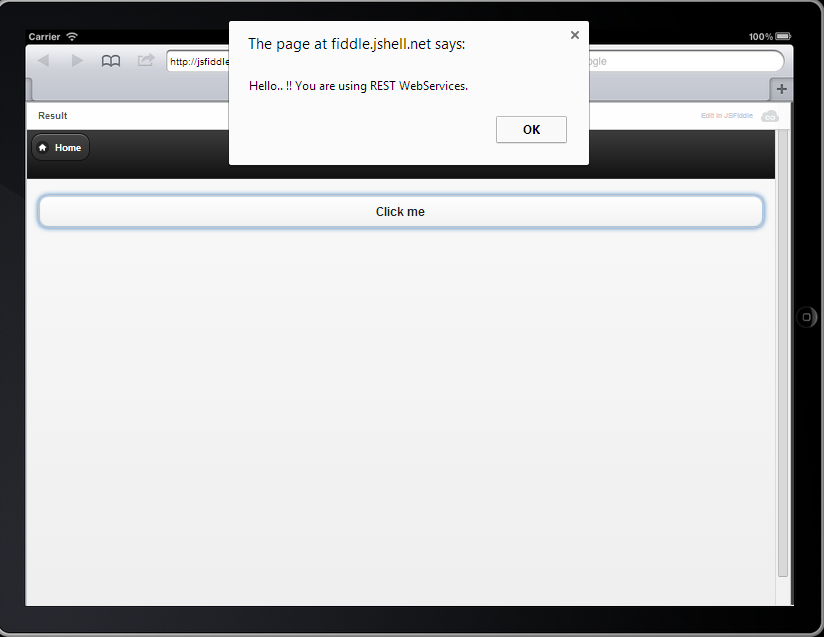 Carrier
100%
The page at fiddle.jshell.net says:
Hello.. !! You are using REST WebServices.
OK
http://jsfiddle
ogle
Result
Edit in JSFiddle
Home
Click me